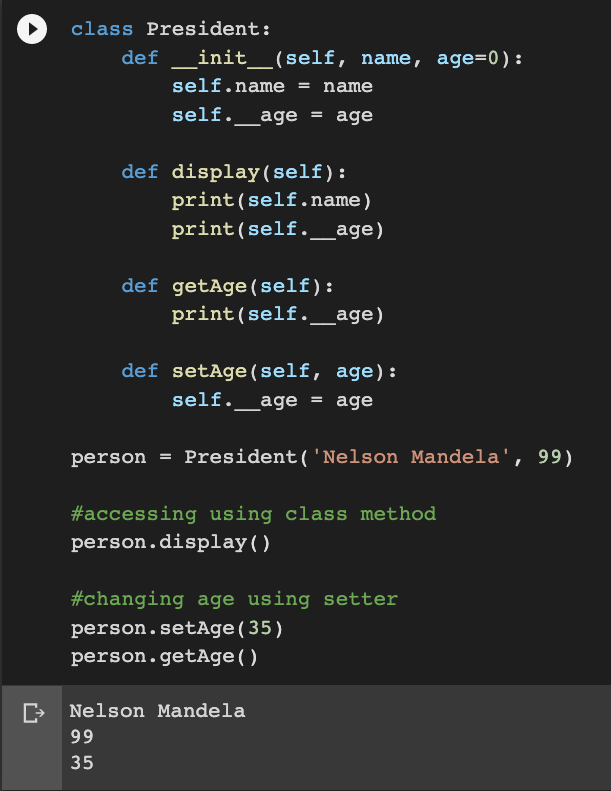 class President:
    def __init__(self, name, age=0):
        self.name = name
        self.__age = age

    def display(self):
        print(self.name)
        print(self.__age)

    def getAge(self):
        print(self.__age)

    def setAge(self, age):
        self.__age = age

person = President('Nelson Mandela', 99)

#accessing using class method
person.display()

#changing age using setter
person.setAge(35)
person.getAge()
Nelson Mandela
99
35